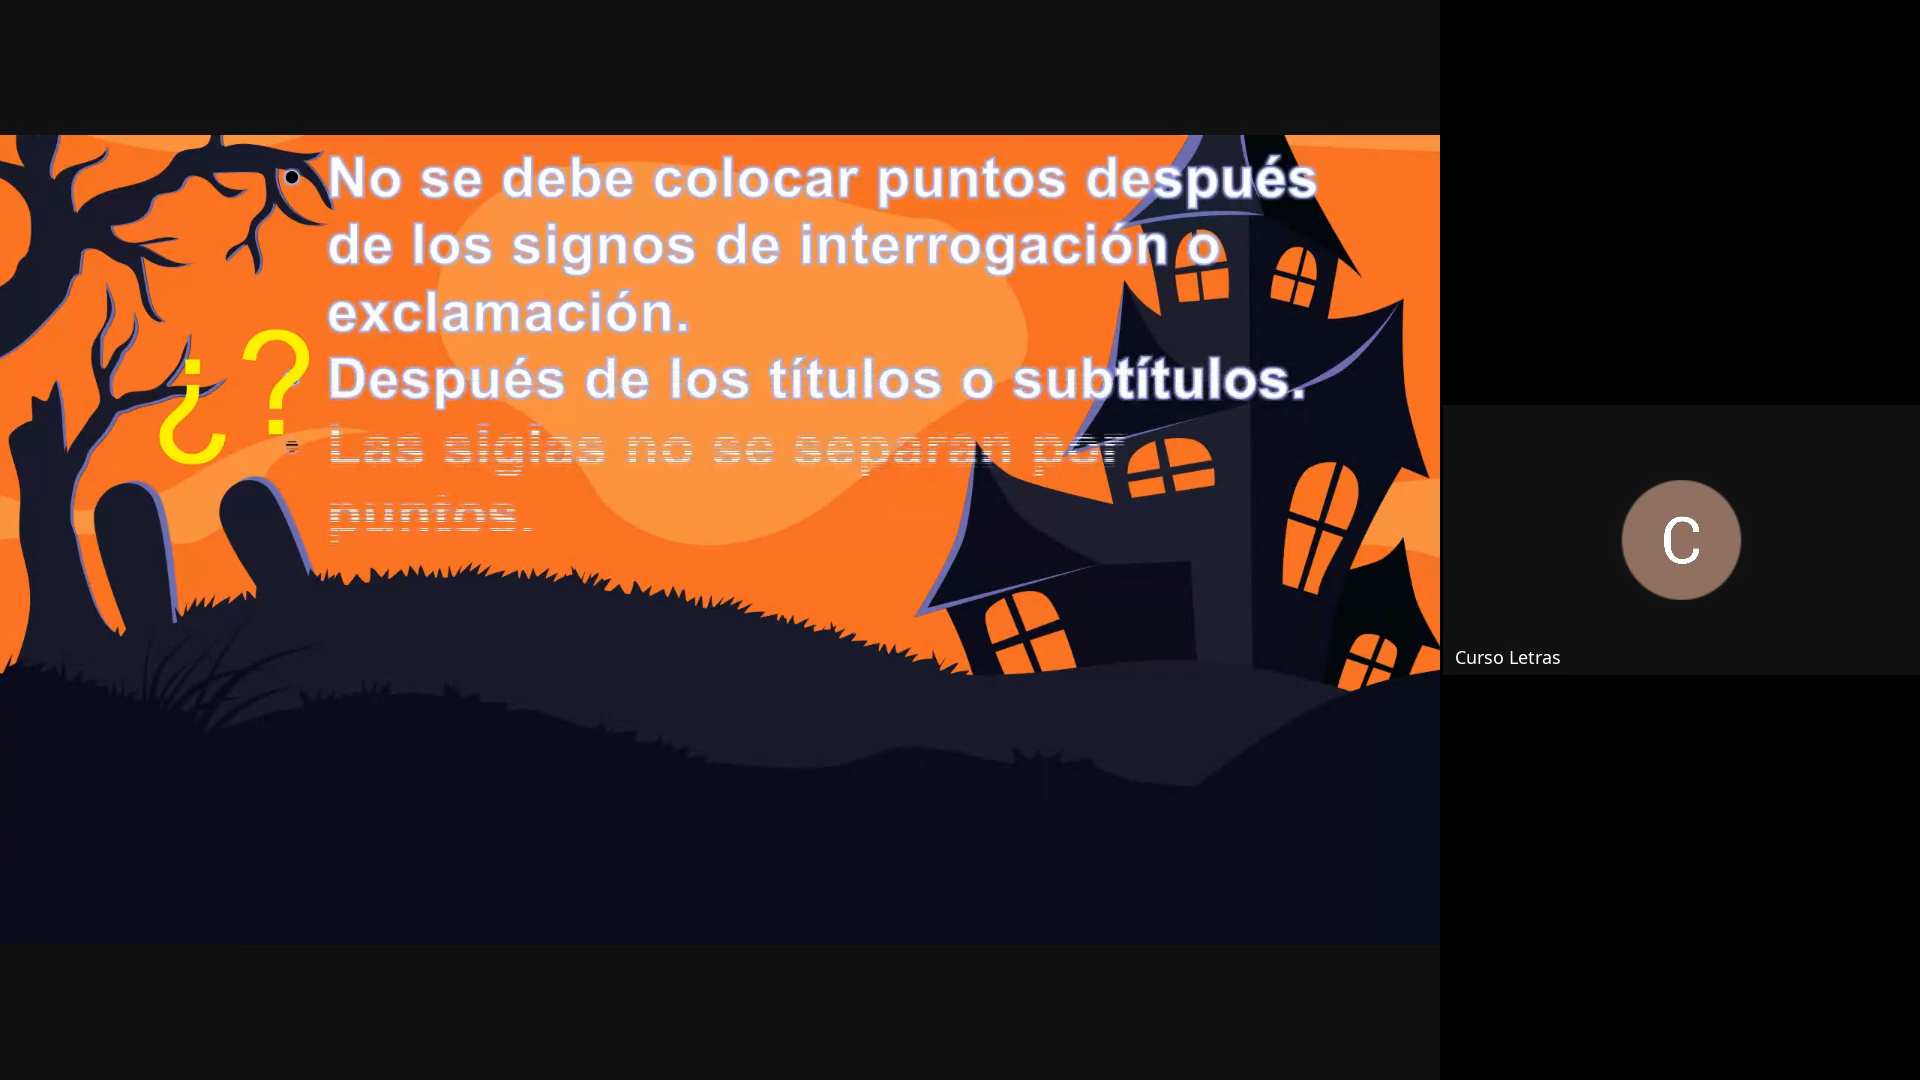 No se debe colocar puntos después
de los signos de interrogación o
exclamación.
¿?
Después de los títulos o subtítulos.
Las siglas no se separan por
puntos.
C
Curso Letras